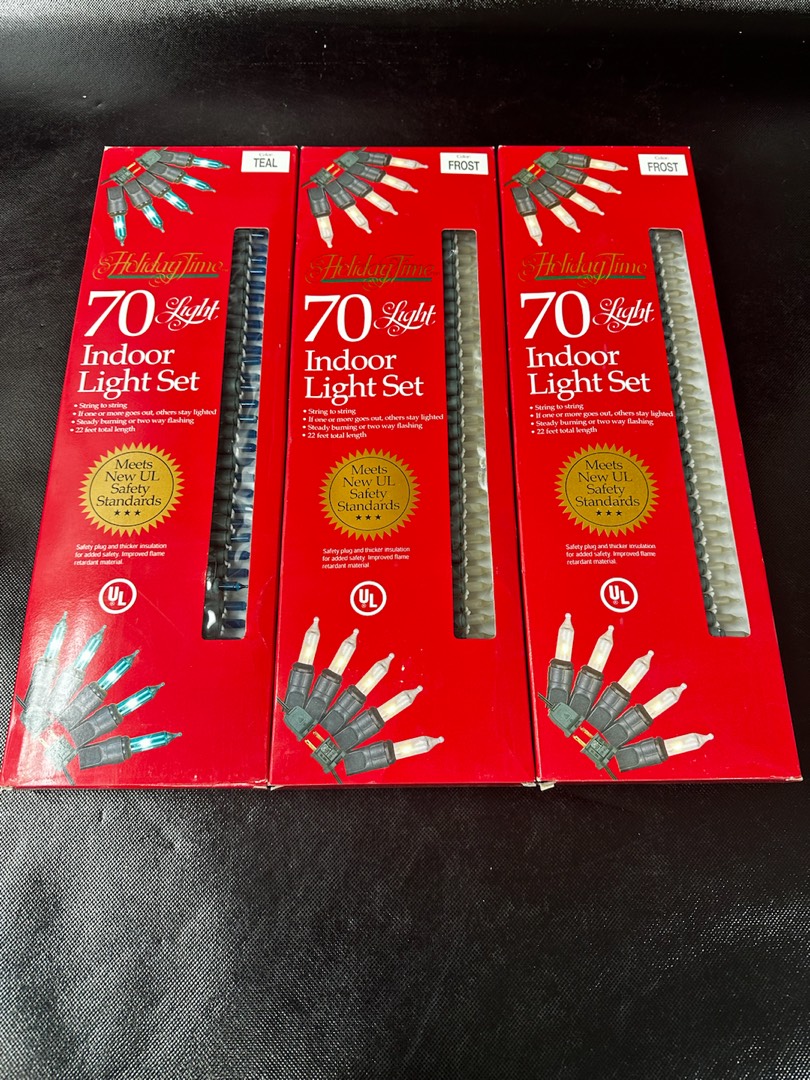 Color:
TEAL
Holiday Time
70 Light
Indoor
Light Set
• String to string
• If one or more goes out, others stay lighted
• Steady burning or two way flashing
• 22 feet total length
Meets
New UL
Safety
Standards
★★★
Safety plug and thicker insulation
for added safety. Improved flame
retardant material.
UL
Color:
FROST
Holiday Time
70 Light
Indoor
Light Set
• String to string
• If one or more goes out, others stay lighted
• Steady burning or two way flashing
• 22 feet total length
Meets
New UL
Safety
Standards
★★★
Safety plug and thicker insulation
for added safety. Improved flame
retardant material.
UL
Color:
FROST
Holiday Time
70 Light
Indoor
Light Set
• String to string
• If one or more goes out, others stay lighted
• Steady burning or two way flashing
• 22 feet total length
Meets
New UL
Safety
Standards
★★★
Safety plug and thicker insulation
for added safety. Improved flame
retardant material.
UL